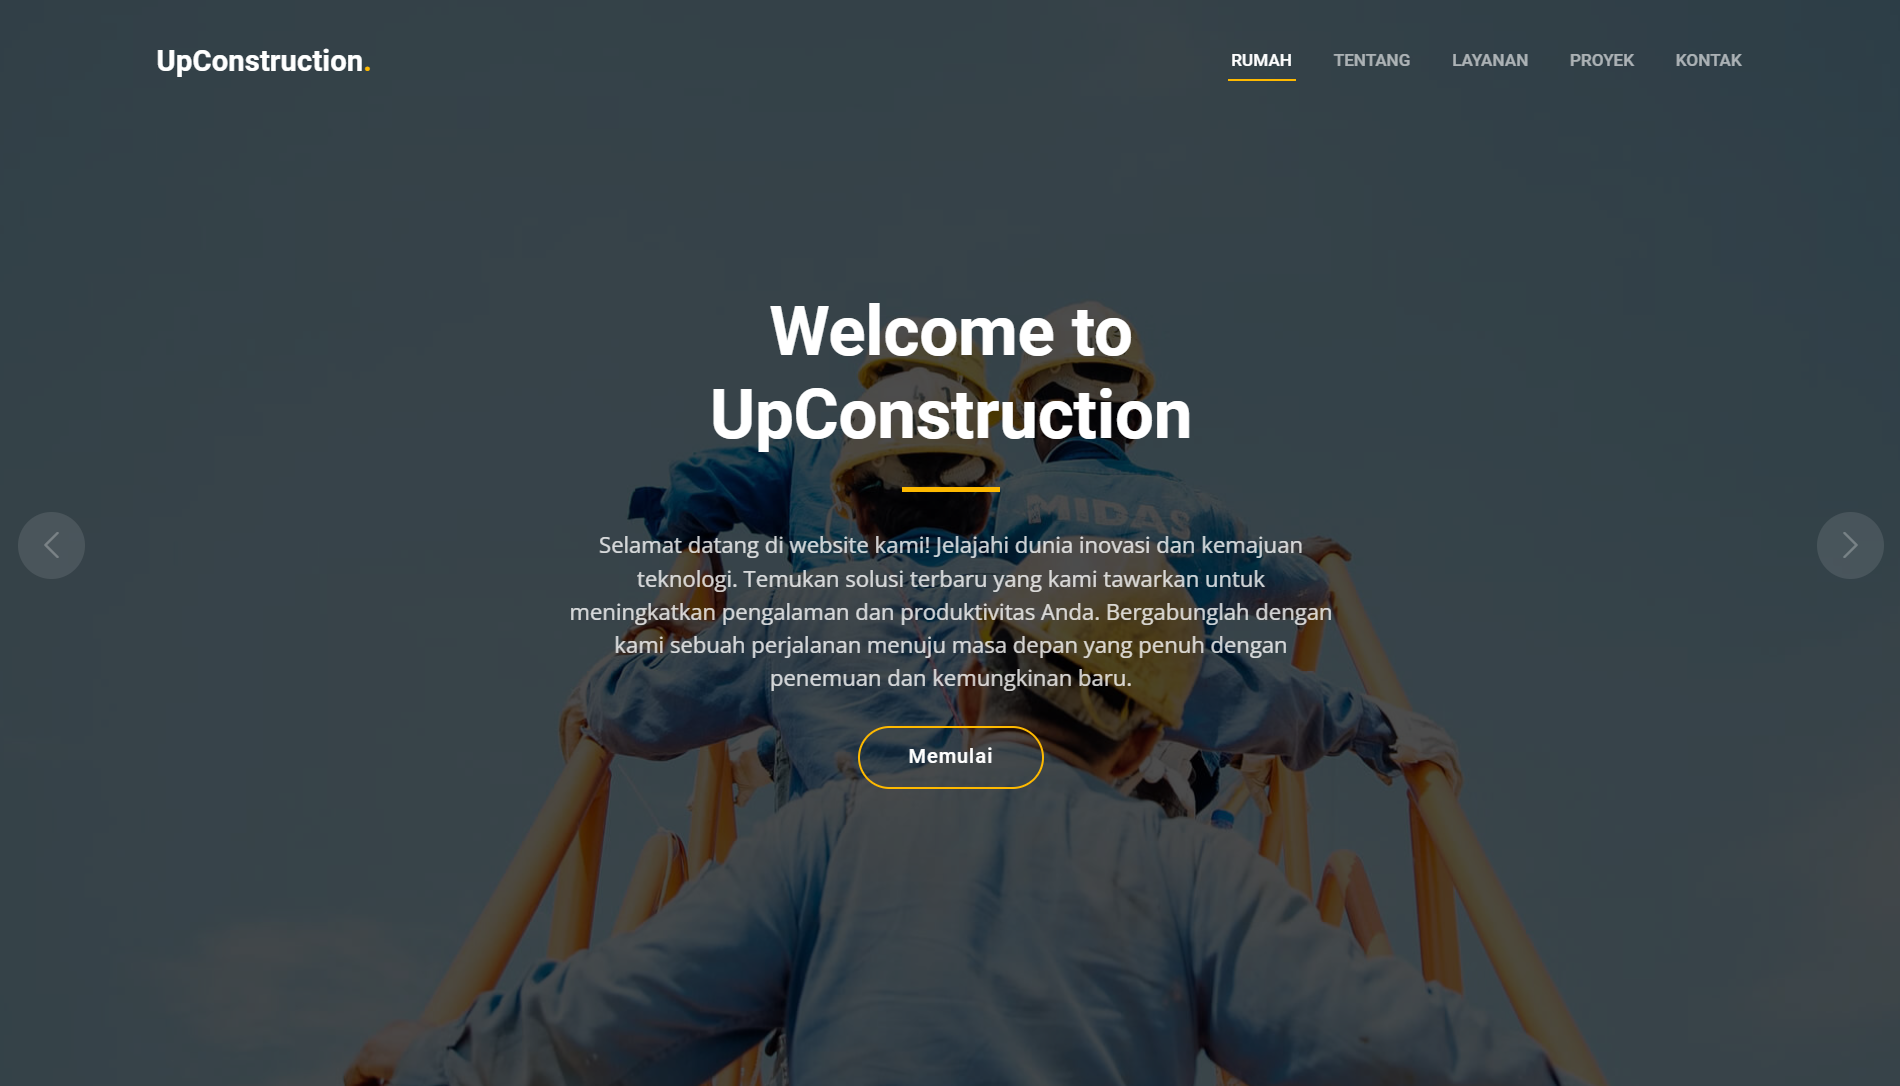 UpConstruction.
RUMAH TENTANG LAYANAN PROYEK KONTAK
Welcome to
UpConstruction
MIDAS
Selamat datang di website kami! Jelajahi dunia inovasi dan kemajuan
teknologi. Temukan solusi terbaru yang kami tawarkan untuk
meningkatkan pengalaman dan produktivitas Anda. Bergabunglah dengan
kami sebuah perjalanan menuju masa depan yang penuh dengan
penemuan dan kemungkinan baru.
Memulai